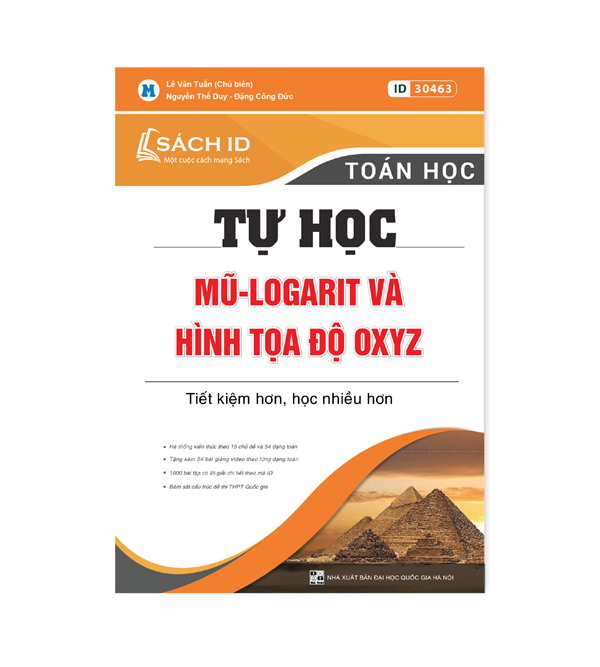 Lê Văn Tuấn (Chủ biên)
Nguyễn Thế Duy - Đặng Công Đức
ID 30463
SÁCH ID
Một cuộc cách mạng Sách
TOÁN HỌC
TỰ HỌC
MŨ-LOGARIT VÀ
HÌNH TỌA ĐỘ OXYZ
Tiết kiệm hơn, học nhiều hơn
Hệ thống kiến thức theo 15 chủ đề và 54 dạng toán
Tặng kèm 54 bài giảng video theo từng dạng toán
1600 bài tập có lời giải chi tiết theo mã ID
Bám sát cấu trúc đề thi THPT Quốc gia
NHÀ XUẤT BẢN ĐẠI HỌC QUỐC GIA HÀ NỘI